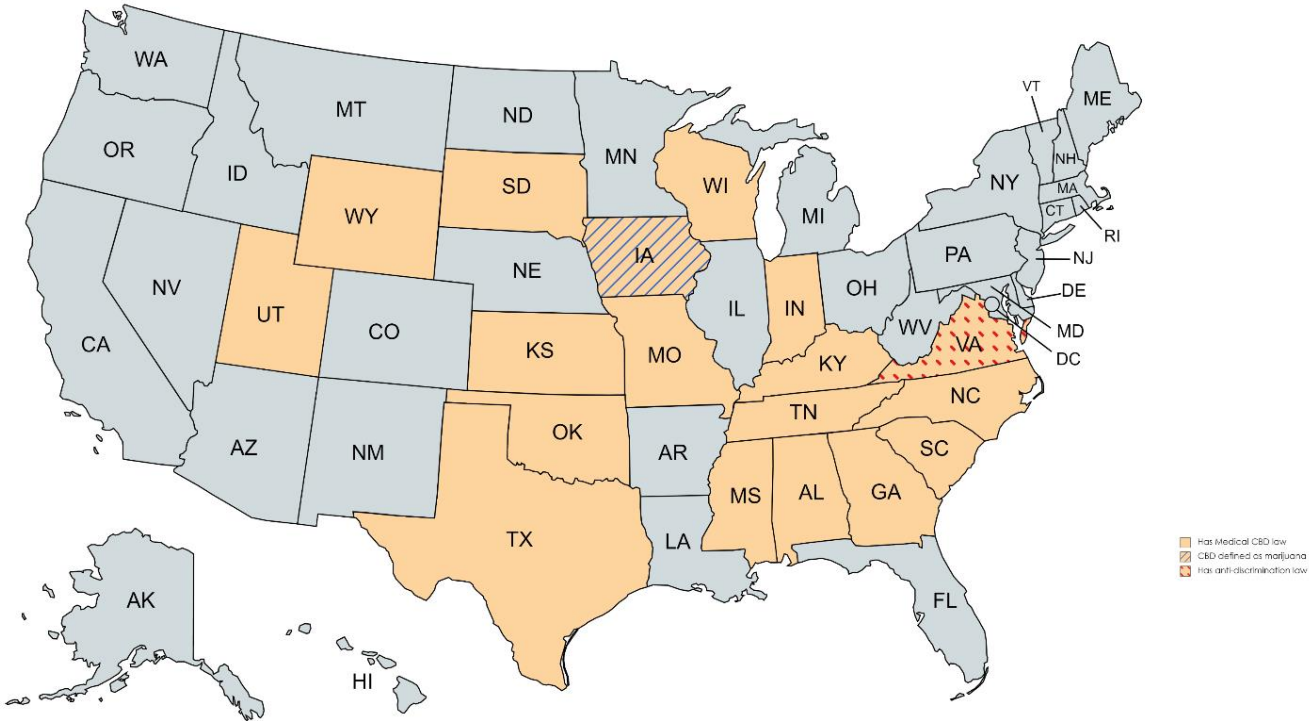 WA
MT
ND
MN
OR
ID
WY
SD
WI
MI
VT
ME
NH
NY
MA
CT
RI
NV
UT
CO
NE
IA
IL
IN
OH
PA
NJ
DE
MD
DC
WV
VA
CA
KS
MO
KY
NC
TN
SC
AZ
NM
OK
AR
MS
AL
GA
TX
LA
FL
AK
HI
Has Medical CBD law
CBD defined as marijuana
Has anti-discrimination law